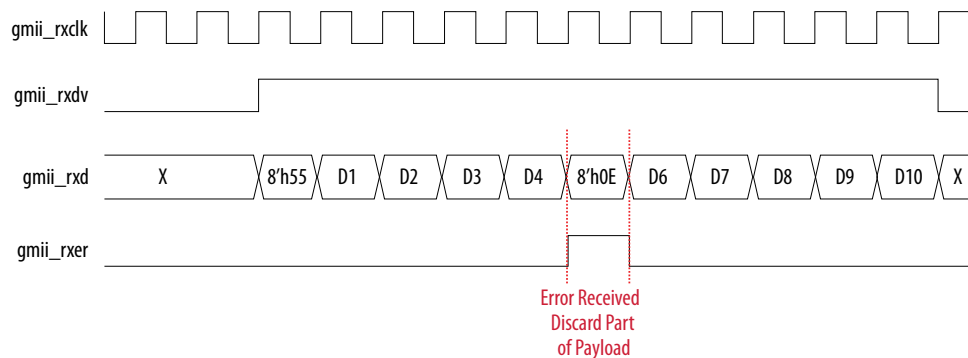 gmii_rxclk
gmii_rxdv
gmii_rxd X 8'h55 D1 D2 D3 D4 8'h0E D6 D7 D8 D9 D10 X
gmii_rxer
Error Received
Discard Part
of Payload